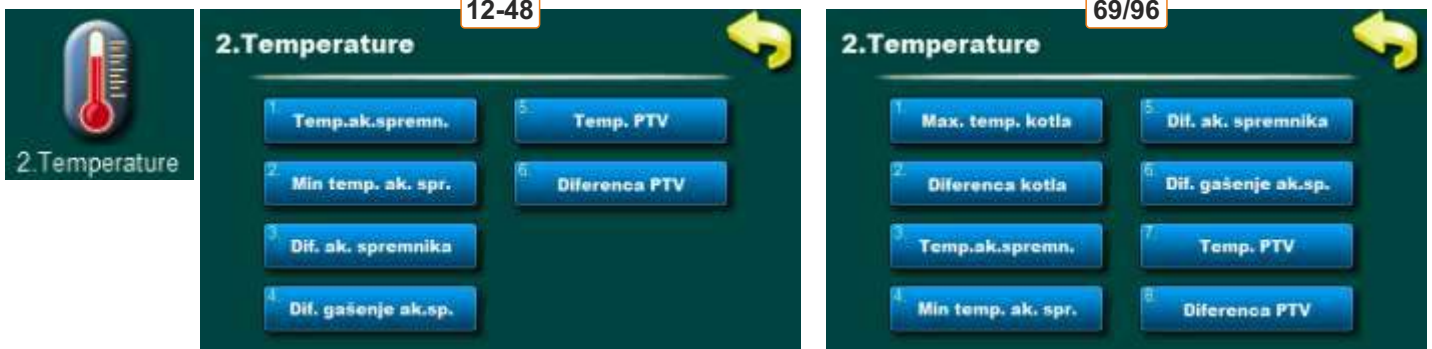 2.Temperature
12-48
2.Temperature
1. Temp.ak.spremn.
2. Min temp. ak. spr.
3. Dif. ak. spremnika
4. Dif. gašenje ak.sp.
5. Temp. PTV
6. Diferenca PTV
69/96
2.Temperature
1. Max. temp. kotla
2. Diferenca kotla
3. Temp.ak.spremn.
4. Min temp. ak. spr.
5. Dif. ak. spremnika
6. Dif. gašenje ak.sp.
7. Temp. PTV
8. Diferenca PTV